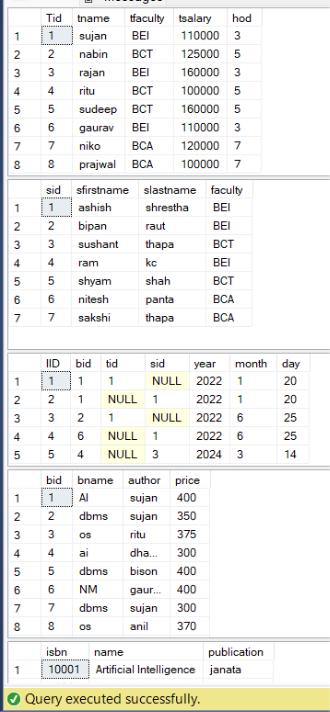 Tid tname tfaculty tsalary hod
1 1 sujan BEI 110000 3
2 2 nabin BCT 125000 5
3 3 rajan BEI 160000 3
4 4 ritu BCT 100000 5
5 5 sudeep BCT 160000 5
6 6 gaurav BEI 110000 3
7 7 niko BCA 120000 7
8 8 prajwal BCA 100000 7
sid sfirstname slastname faculty
1 1 ashish shrestha BEI
2 2 bipan raut BEI
3 3 sushant thapa BCT
4 4 ram kc BEI
5 5 shyam shah BCT
6 6 nitesh panta BCA
7 7 sakshi thapa BCA
IID bid tid sid year month day
1 1 1 1 NULL 2022 1 20
2 2 1 NULL 1 2022 1 20
3 3 2 1 NULL 2022 6 25
4 4 6 NULL 1 2022 6 25
5 5 4 NULL 3 2024 3 14
bid bname author price
1 1 AI sujan 400
2 2 dbms sujan 350
3 3 os ritu 375
4 4 ai dha... 300
5 5 dbms bison 400
6 6 NM gaur... 400
7 7 dbms sujan 300
8 8 os anil 370
isbn name publication
1 10001 Artificial Intelligence janata
Query executed successfully.